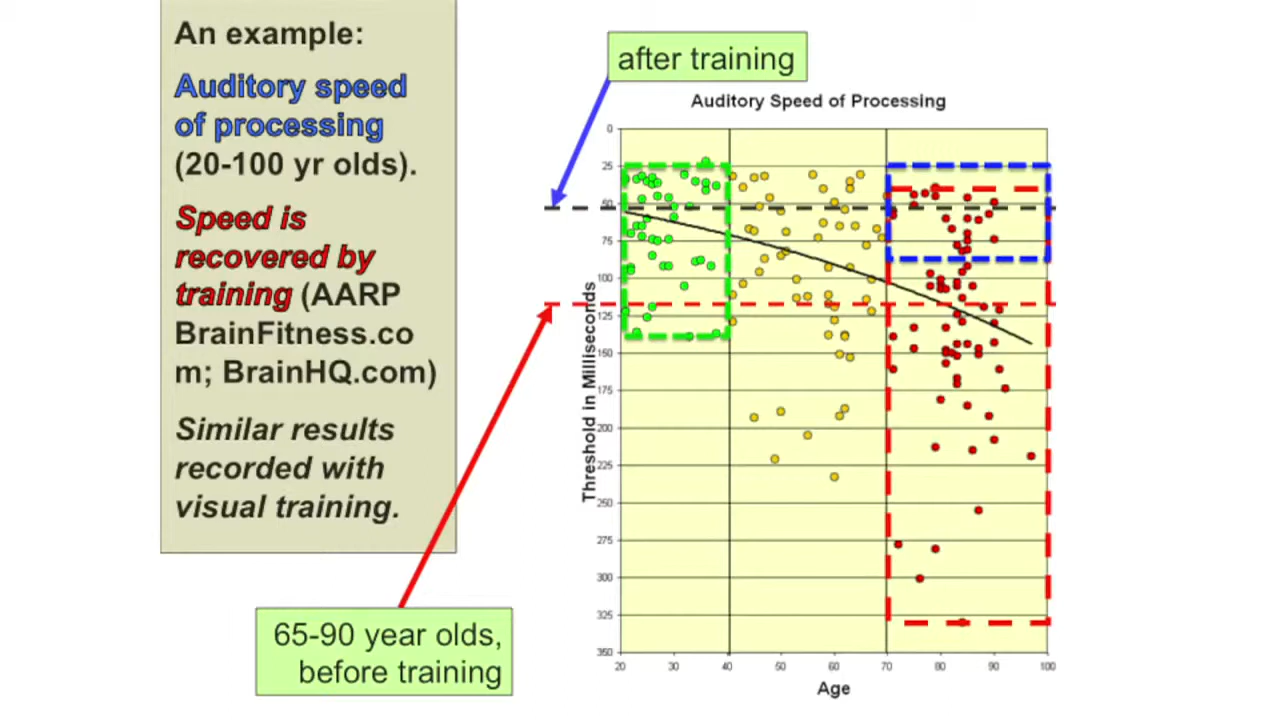 An example:
Auditory speed
of processing
(20-100 yr olds).
Speed is
recovered by
training (AARP
BrainFitness.co
m; BrainHQ.com)
Similar results
recorded with
visual training.
after training
Auditory Speed of Processing
0
25
50
75
100
125
150
175
200
225
250
275
300
325
350
Threshold in Milliseconds
20 30 40 50 60 70 80 90 100
Age
65-90 year olds,
before training